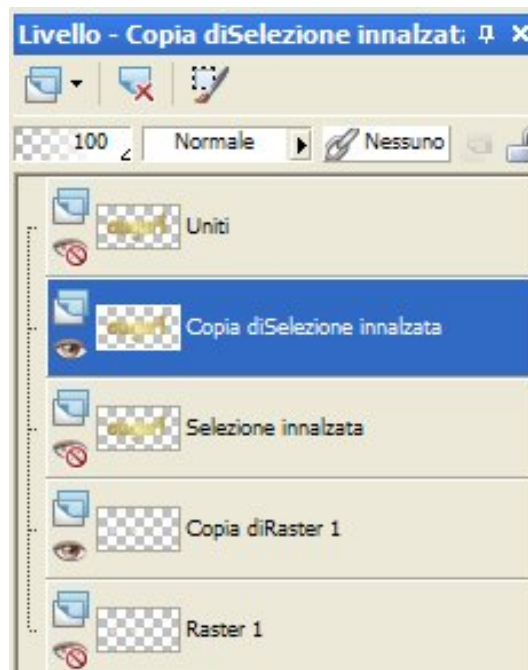 Livello - Copia diSelezione innalzat
100 Normale Nessuno
Uniti
Copia diSelezione innalzata
Selezione innalzata
Copia diRaster 1
Raster 1